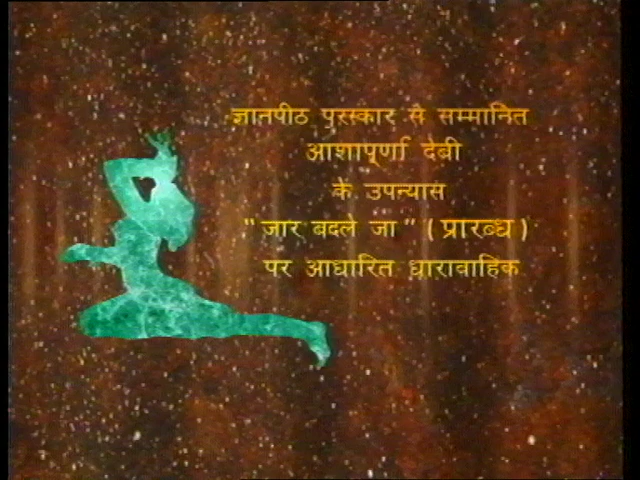 ज्ञानपीठ पुरस्कार से सम्मानित
आशापूर्णा देबी
के उपन्यास
" जार बदले जा " ( प्रारब्ध )
पर आधारित धारावाहिक